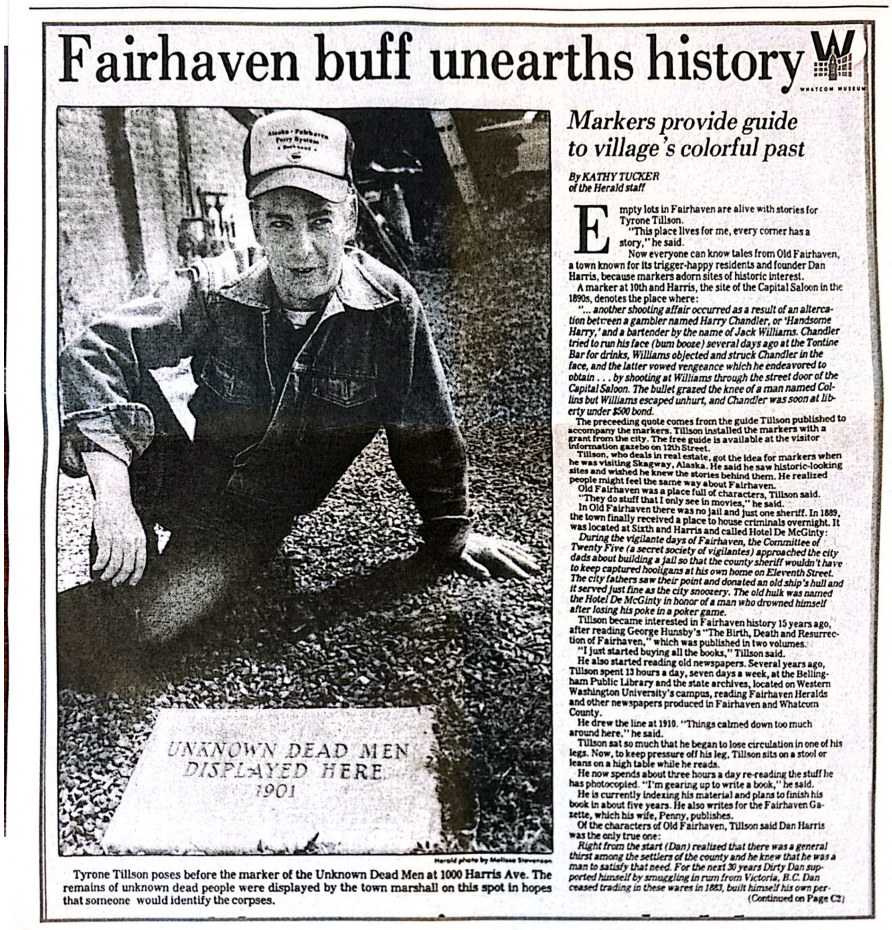 Fairhaven buff unearths history
W
WHATCOM MUSEUM
Alaska - Fairhaven
Ferry System
UNKNOWN DEAD MEN
DISPLAYED HERE
1901
Herald photo by Melissa Stevenson
Tyrone Tillson poses before the marker of the Unknown Dead Men at 1000 Harris Ave. The
remains of unknown dead people were displayed by the town marshall on this spot in hopes
that someone would identify the corpses.
Markers provide guide
to village's colorful past
By KATHY TUCKER
of the Herald staff
Empty lots in Fairhaven are alive with stories for
Tyrone Tillson.
"This place lives for me, every corner has a
story," he said.
Now everyone can know tales from Old Fairhaven,
a town known for its trigger-happy residents and founder Dan
Harris, because markers adorn sites of historic interest.
A marker at 10th and Harris, the site of the Capital Saloon in the
1890s, denotes the place where:
"... another shooting affair occurred as a result of an alterca-
tion between a gambler named Harry Chandler, or 'Handsome
Harry,' and a bartender by the name of Jack Williams. Chandler
tried to run his face (bum booze) several days ago at the Tontine
Bar for drinks, Williams objected and struck Chandler in the
face, and the latter vowed vengeance which he endeavored to
obtain . . . by shooting at Williams through the street door of the
Capital Saloon. The bullet grazed the knee of a man named Col-
lins but Williams escaped unhurt, and Chandler was soon at lib-
erty under $500 bond.
The preceeding quote comes from the guide Tillson published to
accompany the markers. Tillson installed the markers with a
grant from the city. The free guide is available at the visitor
information gazebo on 12th Street.
Tillson, who deals in real estate, got the idea for markers when
he was visiting Skagway, Alaska. He said he saw historic-looking
sites and wished he knew the stories behind them. He realized
people might feel the same way about Fairhaven.
Old Fairhaven was a place full of characters, Tillson said.
"They do stuff that I only see in movies," he said.
In Old Fairhaven there was no jail and just one sheriff. In 1889,
the town finally received a place to house criminals overnight. It
was located at Sixth and Harris and called Hotel De McGinty:
During the vigilante days of Fairhaven, the Committee of
Twenty Five (a secret society of vigilantes) approached the city
dads about building a jail so that the county sheriff wouldn't have
to keep captured hooligans at his own home on Eleventh Street.
The city fathers saw their point and donated an old ship's hull and
it served just fine as the city snoozery. The old hulk was named
the Hotel De McGinty in honor of a man who drowned himself
after losing his poke in a poker game.
Tillson became interested in Fairhaven history 15 years ago,
after reading George Hunsby's "The Birth, Death and Resurrec-
tion of Fairhaven," which was published in two volumes.
"I just started buying all the books," Tillson said.
He also started reading old newspapers. Several years ago,
Tillson spent 13 hours a day, seven days a week, at the Belling-
ham Public Library and the state archives, located on Western
Washington University's campus, reading Fairhaven Heralds
and other newspapers produced in Fairhaven and Whatcom
County.
He drew the line at 1910. "Things calmed down too much
around here," he said.
Tillson sat so much that he began to lose circulation in one of his
legs. Now, to keep pressure off his leg, Tillson sits on a stool or
leans on a high table while he reads.
He now spends about three hours a day re-reading the stuff he
has photocopied. "I'm gearing up to write a book," he said.
He is currently indexing his material and plans to finish his
book in about five years. He also writes for the Fairhaven Ga-
zette, which his wife, Penny, publishes.
Of the characters of Old Fairhaven, Tillson said Dan Harris
was the only true one:
Right from the start (Dan) realized that there was a general
thirst among the settlers of the county and he knew that he was a
man to satisfy that need. For the next 30 years Dirty Dan sup-
ported himself by smuggling in rum from Victoria, B.C. Dan
ceased trading in these wares in 1883, built himself his own per-
(Continued on Page C2)